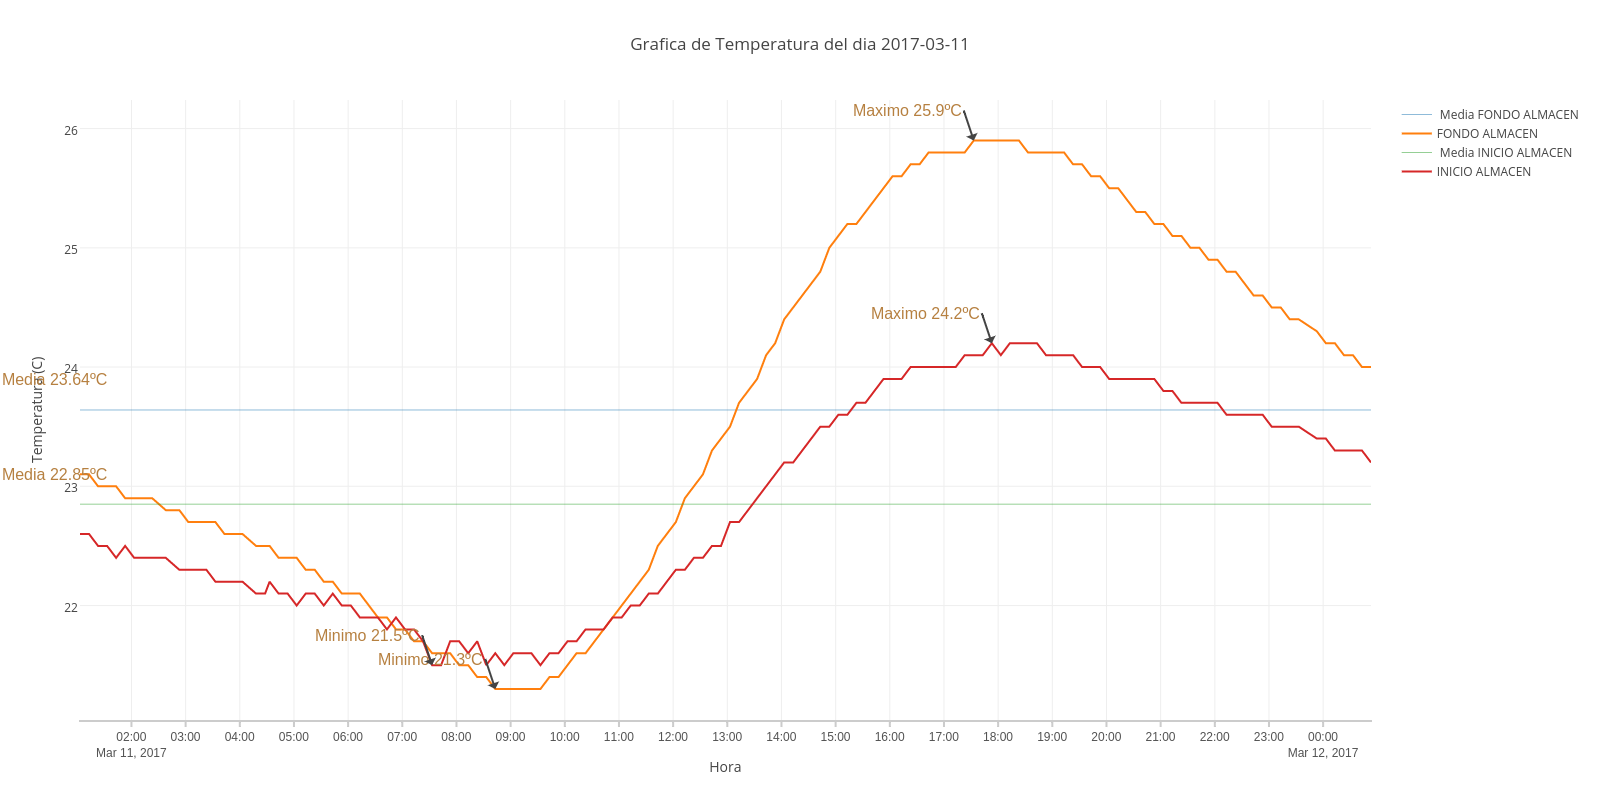 Grafica de Temperatura del dia 2017-03-11
Maximo 25.9ºC
Media FONDO ALMACEN
FONDO ALMACEN
Media INICIO ALMACEN
INICIO ALMACEN
26
25
Maximo 24.2ºC
24
Media 23.64ºC
Temperatura (C)
Media 22.85ºC
23
22
Minimo 21.5ºC
Minimo 21.3ºC
02:00 03:00 04:00 05:00 06:00 07:00 08:00 09:00 10:00 11:00 12:00 13:00 14:00 15:00 16:00 17:00 18:00 19:00 20:00 21:00 22:00 23:00 00:00
Mar 11, 2017 Mar 12, 2017
Hora